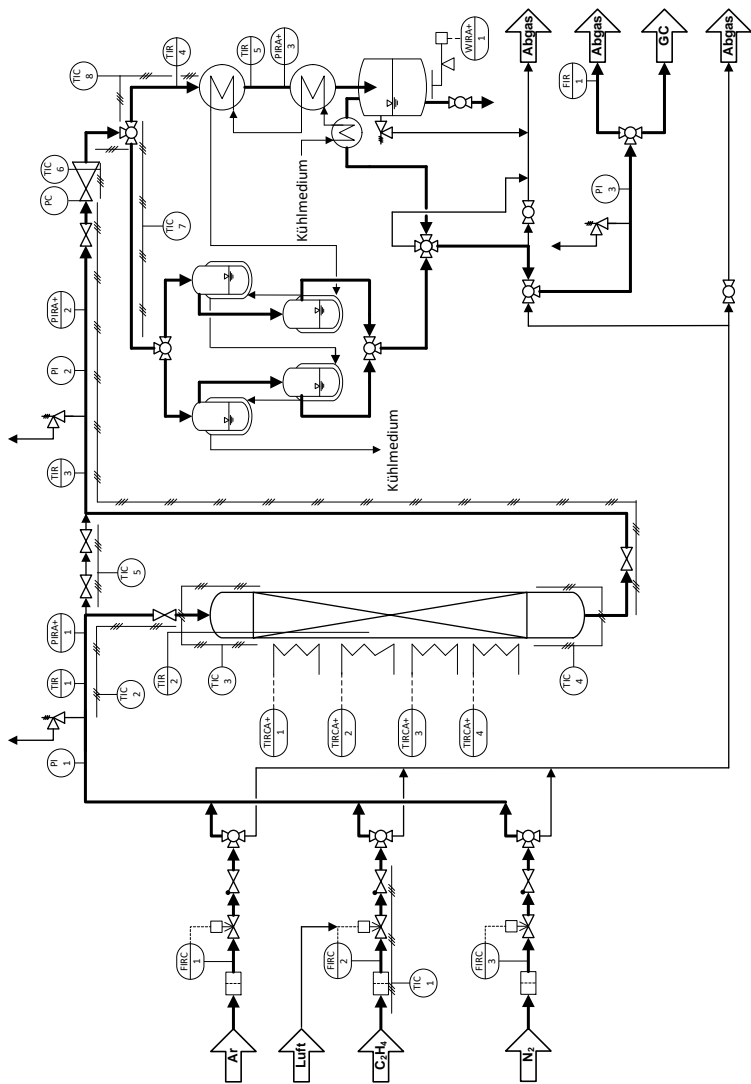 TIC
8
TIR
4
TIR
5
PIRA+
3
WIRA+
1
Abgas
Abgas
GC
Abgas
FIR
1
PI
3
TIC
6
PC
TIC
7
Kühlmedium
Kühlmedium
PIRA+
2
PI
2
TIR
3
TIC
5
PIRA+
1
TIR
1
TIC
2
PI
1
TIR
2
TIC
3
TIC
4
TIRCA+
1
TIRCA+
2
TIRCA+
3
TIRCA+
4
FIRC
1
FIRC
2
TIC
1
FIRC
3
Ar
Luft
C₂H₄
N₂